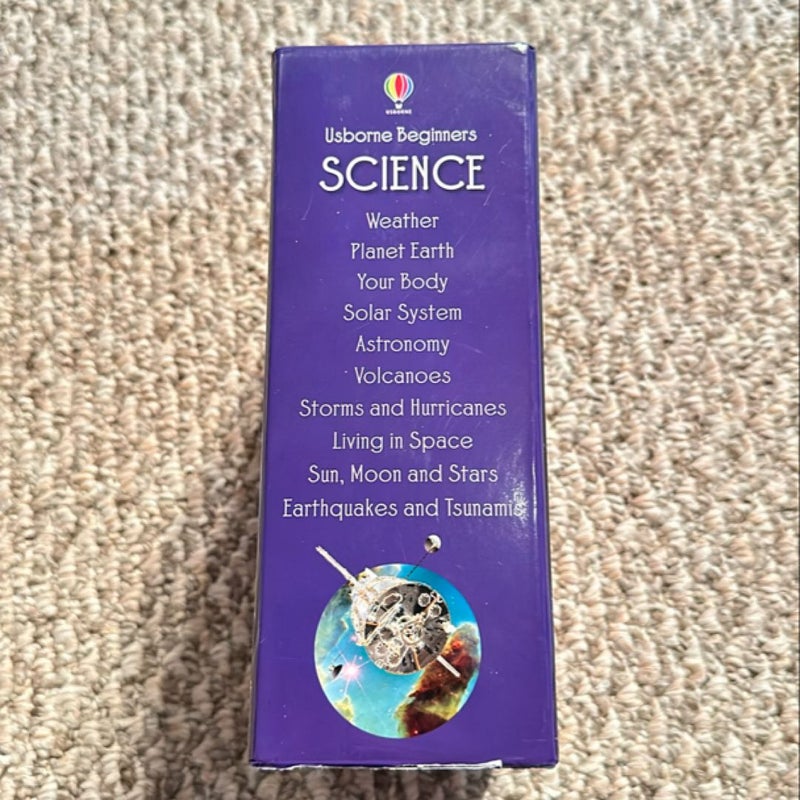 USBORNE
Usborne Beginners
SCIENCE
Weather
Planet Earth
Your Body
Solar System
Astronomy
Volcanoes
Storms and Hurricanes
Living in Space
Sun, Moon and Stars
Earthquakes and Tsunamis